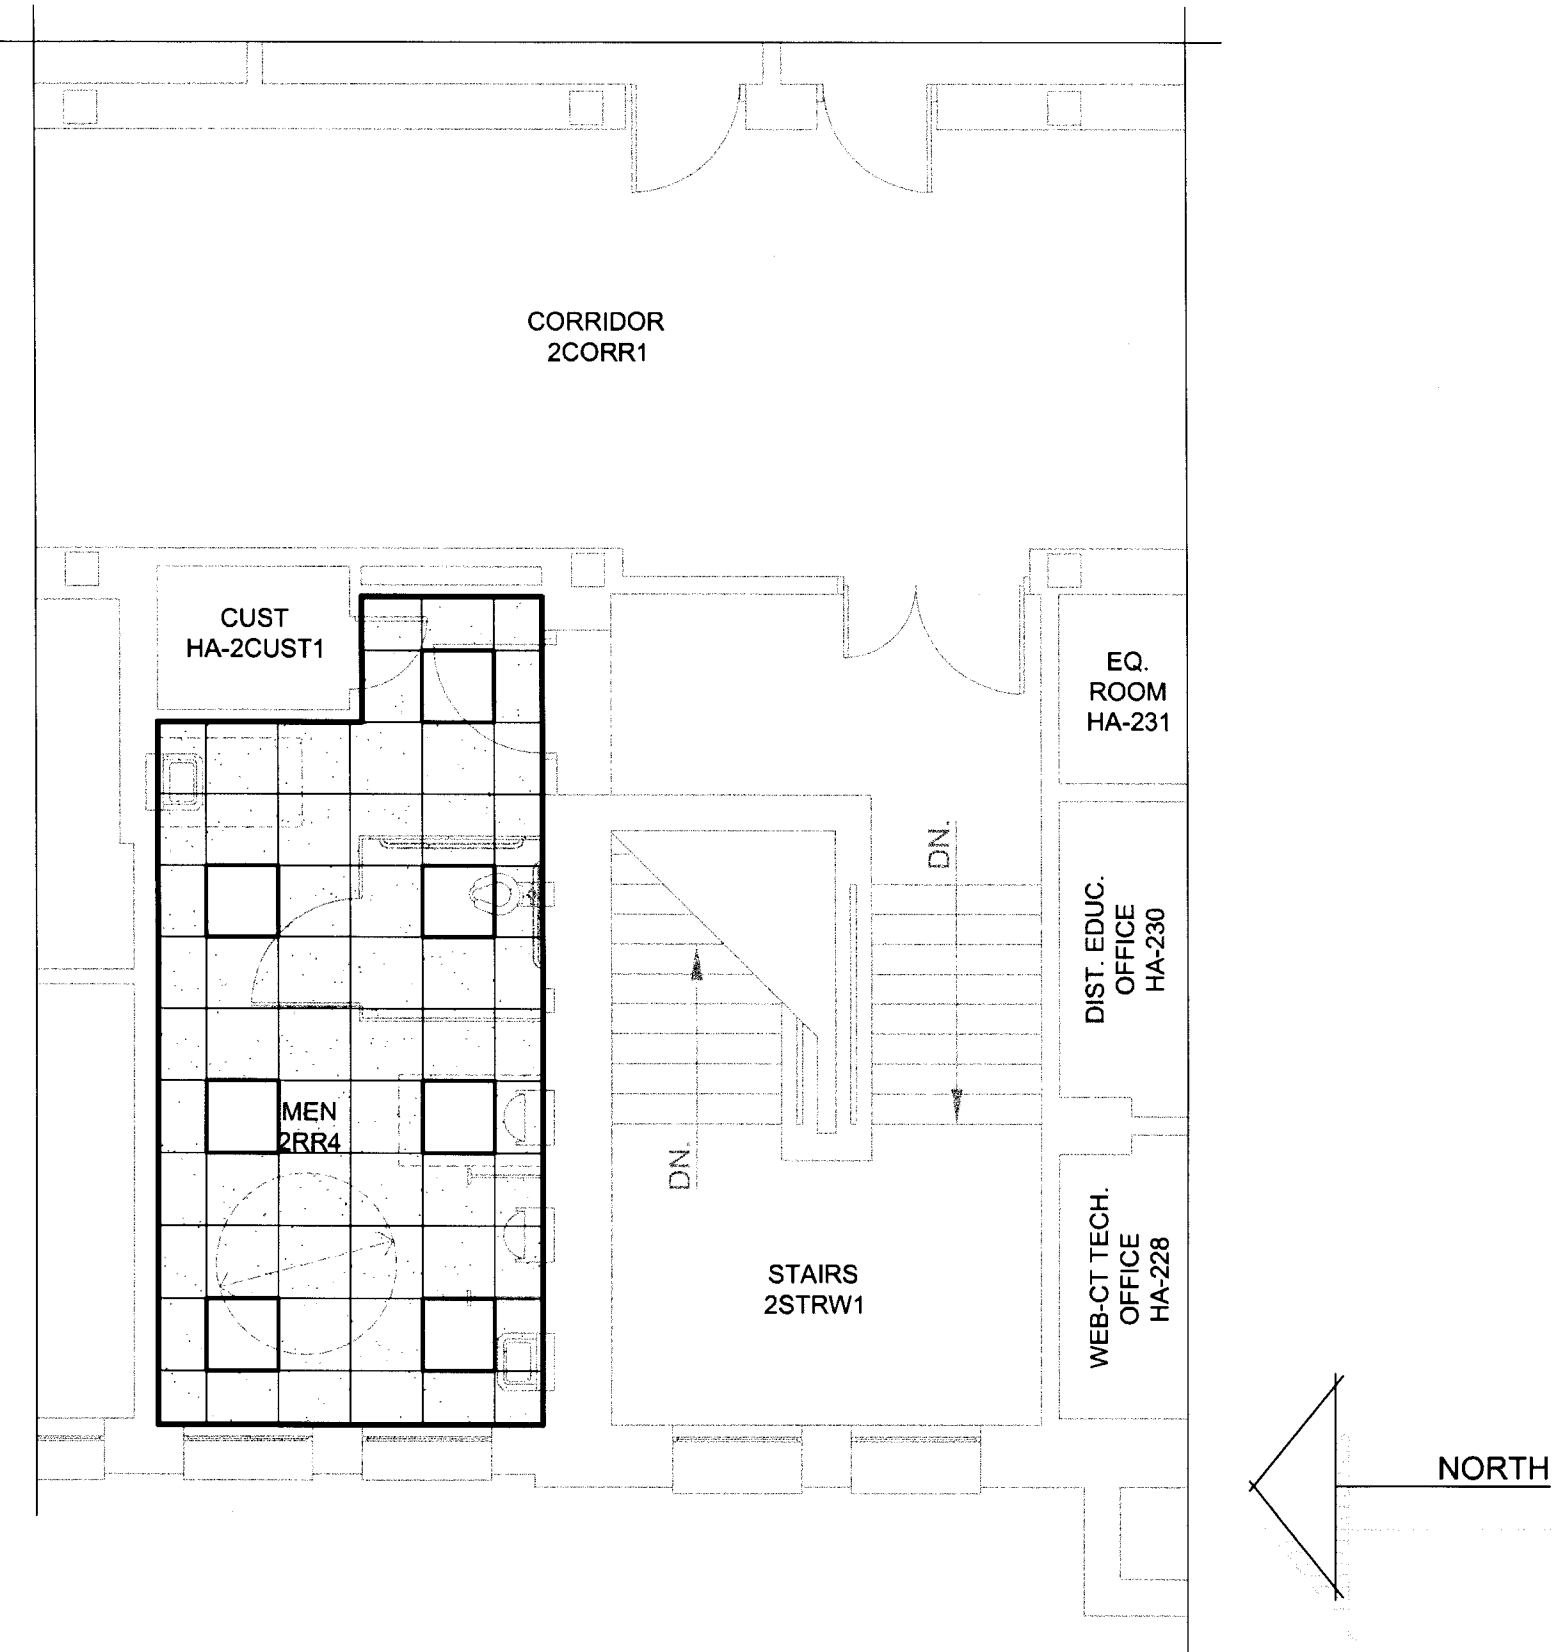 CORRIDOR
2CORR1
CUST
HA-2CUST1
EQ.
ROOM
HA-231
DN.
DIST. EDUC.
OFFICE
HA-230
MEN
2RR4
DN.
STAIRS
2STRW1
WEB-CT TECH.
OFFICE
HA-228
NORTH